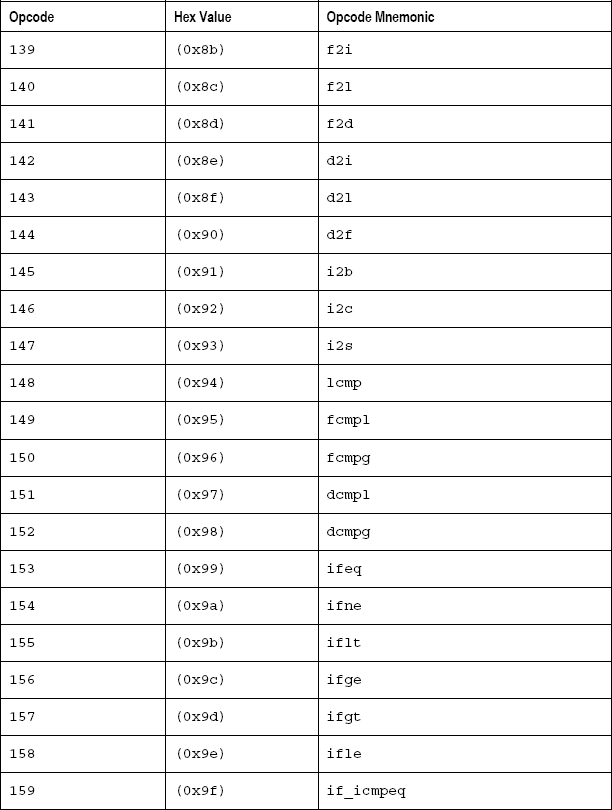 Opcode Hex Value Opcode Mnemonic
139 (0x8b) f2i
140 (0x8c) f2l
141 (0x8d) f2d
142 (0x8e) d2i
143 (0x8f) d2l
144 (0x90) d2f
145 (0x91) i2b
146 (0x92) i2c
147 (0x93) i2s
148 (0x94) lcmp
149 (0x95) fcmpl
150 (0x96) fcmpg
151 (0x97) dcmpl
152 (0x98) dcmpg
153 (0x99) ifeq
154 (0x9a) ifne
155 (0x9b) iflt
156 (0x9c) ifge
157 (0x9d) ifgt
158 (0x9e) ifle
159 (0x9f) if_icmpeq